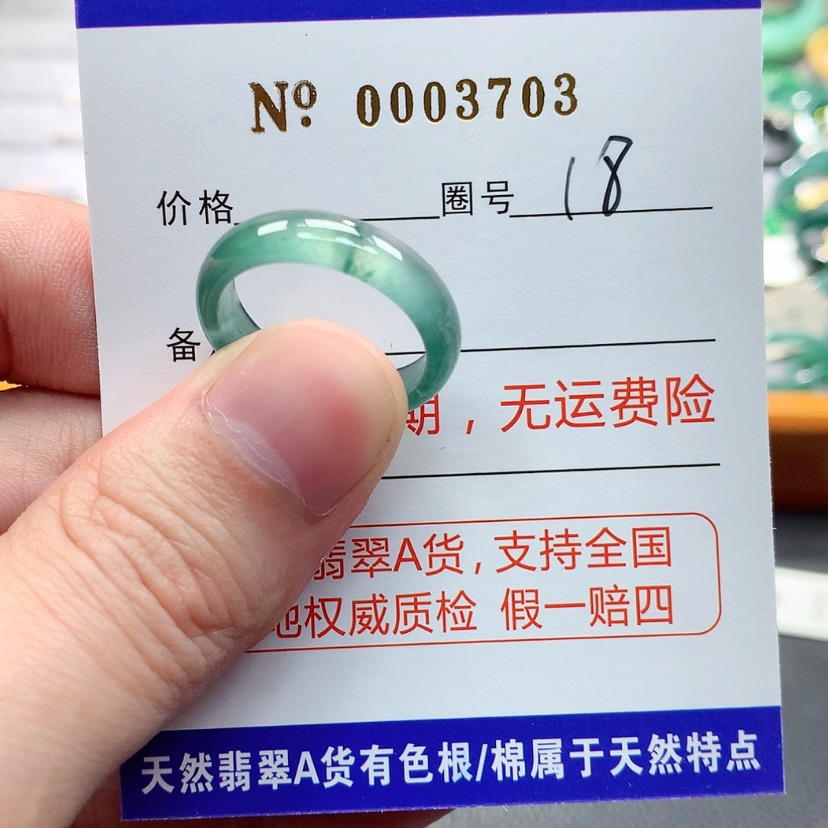 Nº 0003703
价格 圈号 18
备
期，无运费险
翡翠A货，支持全国
地权威质检 假一赔四
天然翡翠A货有色根/棉属于天然特点